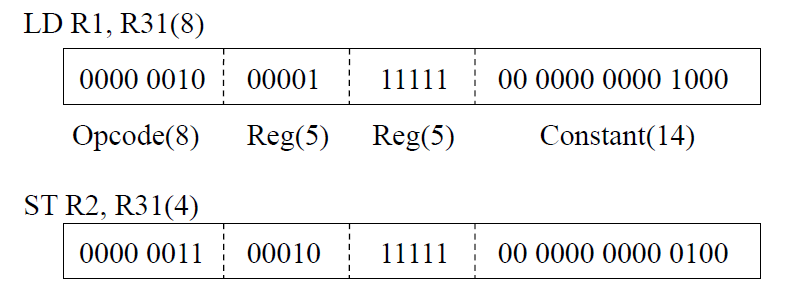 LD R1, R31(8)
0000 0010 00001 11111 00 0000 0000 1000
Opcode(8) Reg(5) Reg(5) Constant(14)
ST R2, R31(4)
0000 0011 00010 11111 00 0000 0000 0100